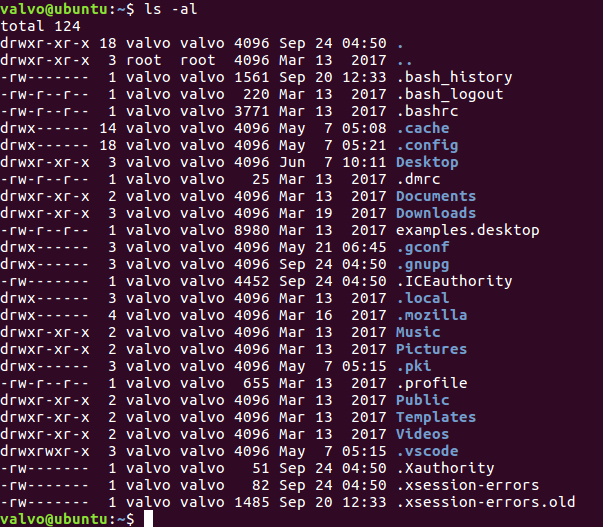 valvo@ubuntu:~$ ls -al
total 124
drwxr-xr-x 18 valvo valvo 4096 Sep 24 04:50 .
drwxr-xr-x  3 root  root  4096 Mar 13  2017 ..
-rw-------  1 valvo valvo 1561 Sep 20 12:33 .bash_history
-rw-r--r--  1 valvo valvo  220 Mar 13  2017 .bash_logout
-rw-r--r--  1 valvo valvo 3771 Mar 13  2017 .bashrc
drwx------ 14 valvo valvo 4096 May  7 05:08 .cache
drwx------ 18 valvo valvo 4096 May  7 05:21 .config
drwxr-xr-x  3 valvo valvo 4096 Jun  7 10:11 Desktop
-rw-r--r--  1 valvo valvo   25 Mar 13  2017 .dmrc
drwxr-xr-x  2 valvo valvo 4096 Mar 13  2017 Documents
drwxr-xr-x  3 valvo valvo 4096 Mar 19  2017 Downloads
-rw-r--r--  1 valvo valvo 8980 Mar 13  2017 examples.desktop
drwx------  3 valvo valvo 4096 May 21 06:45 .gconf
drwx------  3 valvo valvo 4096 Sep 24 04:50 .gnupg
-rw-------  1 valvo valvo 4452 Sep 24 04:50 .ICEauthority
drwx------  3 valvo valvo 4096 Mar 13  2017 .local
drwx------  4 valvo valvo 4096 Mar 16  2017 .mozilla
drwxr-xr-x  2 valvo valvo 4096 Mar 13  2017 Music
drwxr-xr-x  2 valvo valvo 4096 Mar 13  2017 Pictures
drwx------  3 valvo valvo 4096 May  7 05:15 .pki
-rw-r--r--  1 valvo valvo  655 Mar 13  2017 .profile
drwxr-xr-x  2 valvo valvo 4096 Mar 13  2017 Public
drwxr-xr-x  2 valvo valvo 4096 Mar 13  2017 Templates
drwxr-xr-x  2 valvo valvo 4096 Mar 13  2017 Videos
drwxrwxr-x  3 valvo valvo 4096 May  7 05:15 .vscode
-rw-------  1 valvo valvo   51 Sep 24 04:50 .Xauthority
-rw-------  1 valvo valvo   82 Sep 24 04:50 .xsession-errors
-rw-------  1 valvo valvo 1485 Sep 20 12:33 .xsession-errors.old
valvo@ubuntu:~$